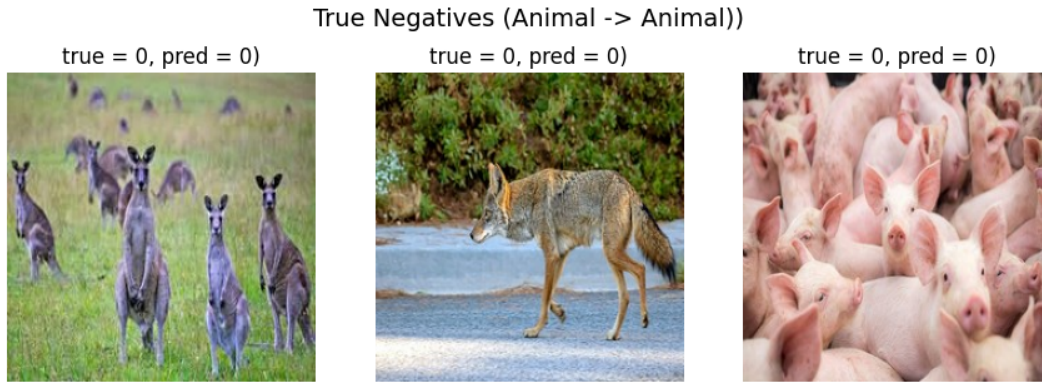 True Negatives (Animal -> Animal))
true = 0, pred = 0)
true = 0, pred = 0)
true = 0, pred = 0)